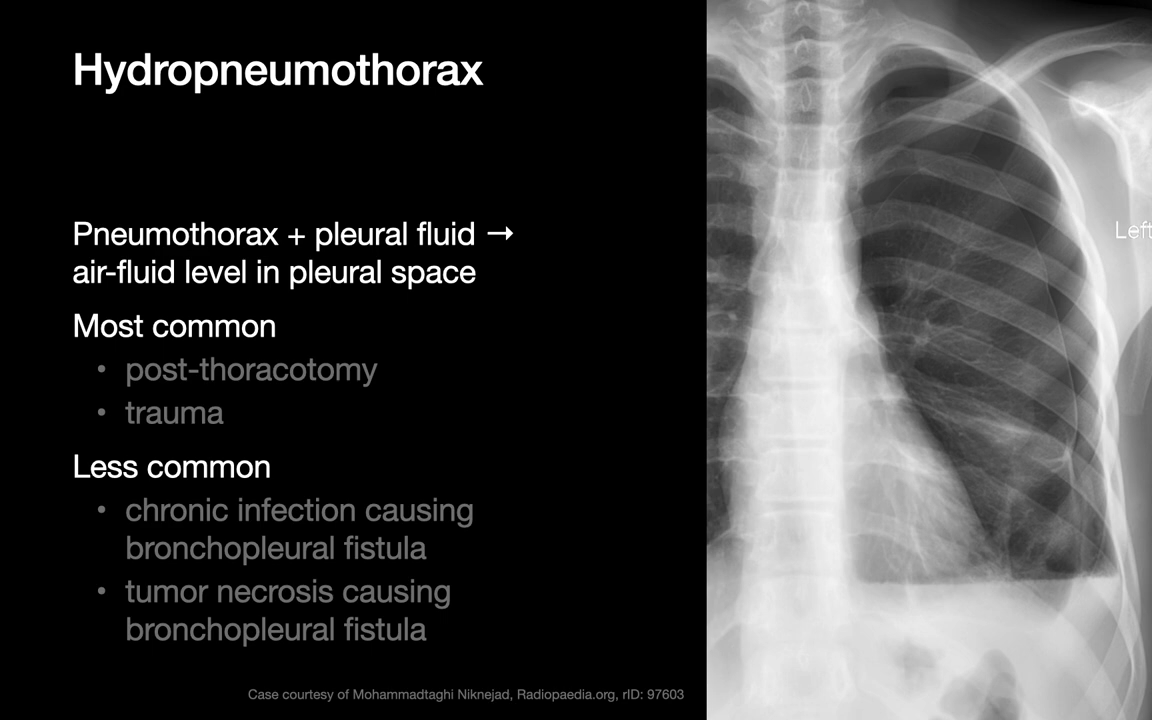 Hydropneumothorax
Pneumothorax + pleural fluid →
air-fluid level in pleural space
Most common
• post-thoracotomy
• trauma
Less common
• chronic infection causing
bronchopleural fistula
• tumor necrosis causing
bronchopleural fistula
Case courtesy of Mohammadtaghi Niknejad, Radiopaedia.org, rID: 97603
Left